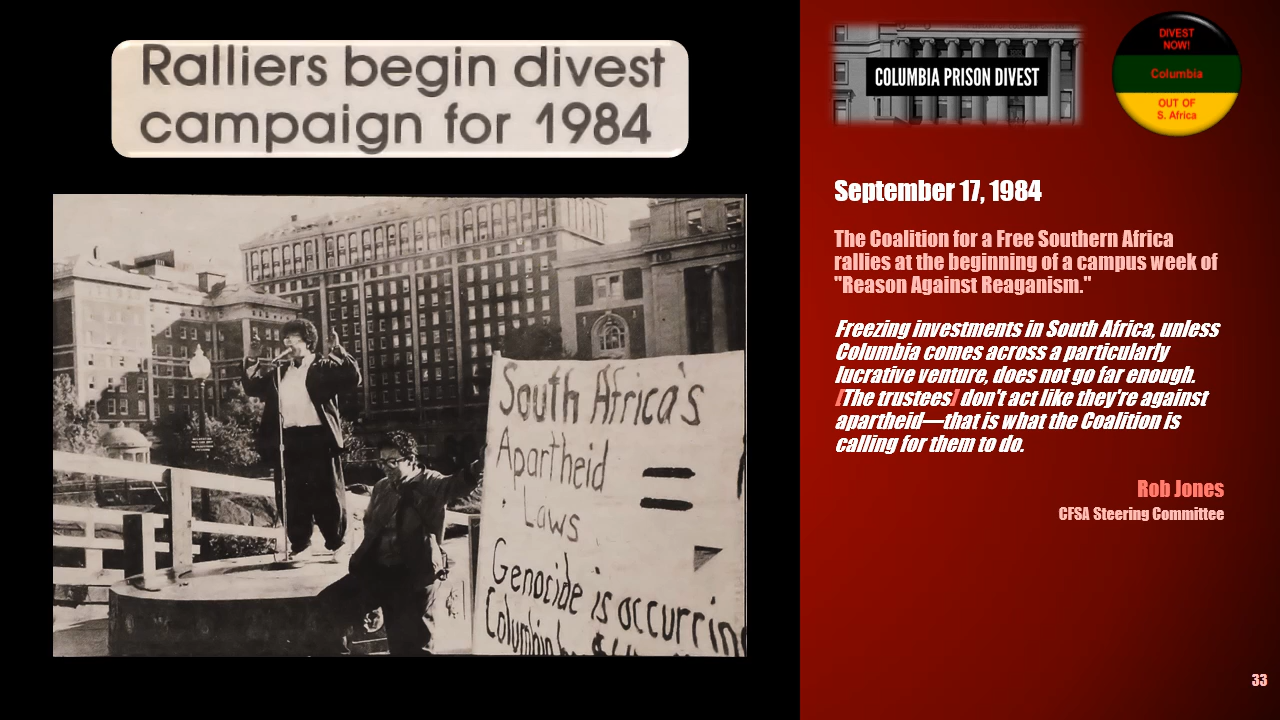 Ralliers begin divest
campaign for 1984
South Africa's
Apartheid
=
Laws
Genocide is occurring
COLUMBIA PRISON DIVEST
DIVEST
NOW!
Columbia
OUT OF
S. Africa
September 17, 1984
The Coalition for a Free Southern Africa
rallies at the beginning of a campus week of
"Reason Against Reaganism."
Freezing investments in South Africa, unless
Columbia comes across a particularly
lucrative venture, does not go far enough.
[The trustees] don't act like they're against
apartheid—that is what the Coalition is
calling for them to do.
Rob Jones
CFSA Steering Committee
33